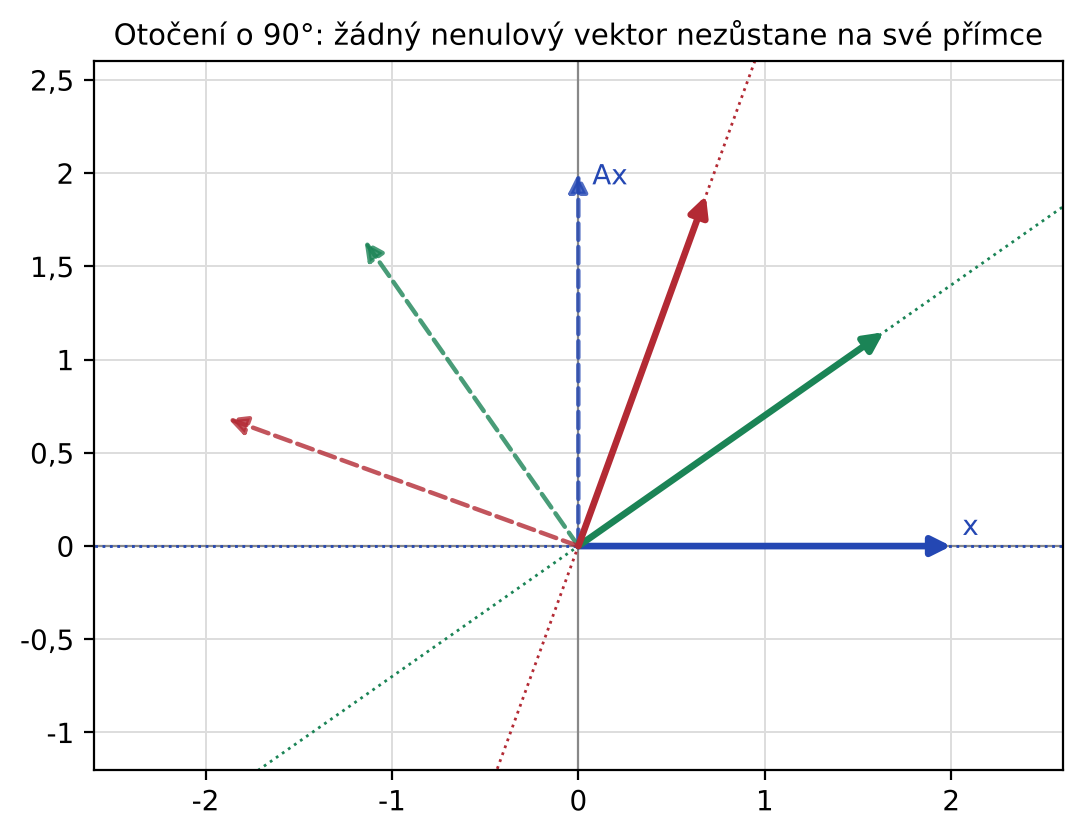 Otočení o 90°: žádný nenulový vektor nezůstane na své přímce
2,5
2
Ax
1,5
1
0,5
x
0
-0,5
-1
-2 -1 0 1 2